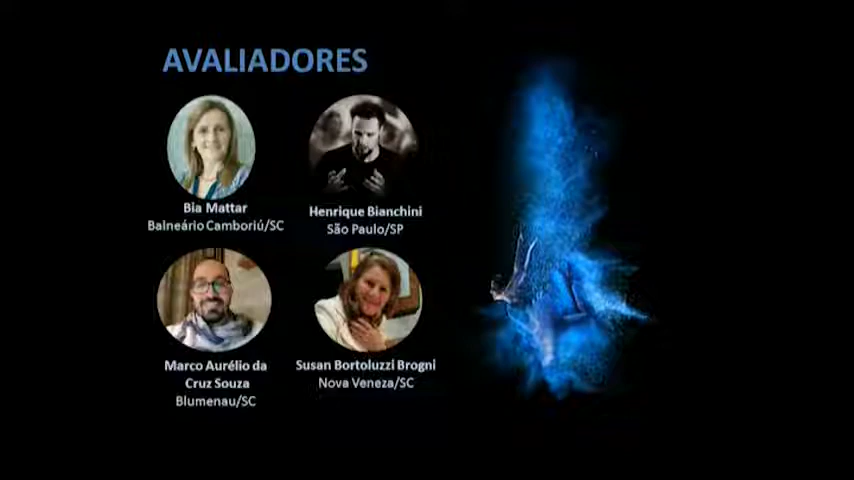 AVALIADORES
Bia Mattar
Balneário Camboriú/SC
Henrique Bianchini
São Paulo/SP
Marco Aurélio da
Cruz Souza
Blumenau/SC
Susan Bortoluzzi Brogni
Nova Veneza/SC